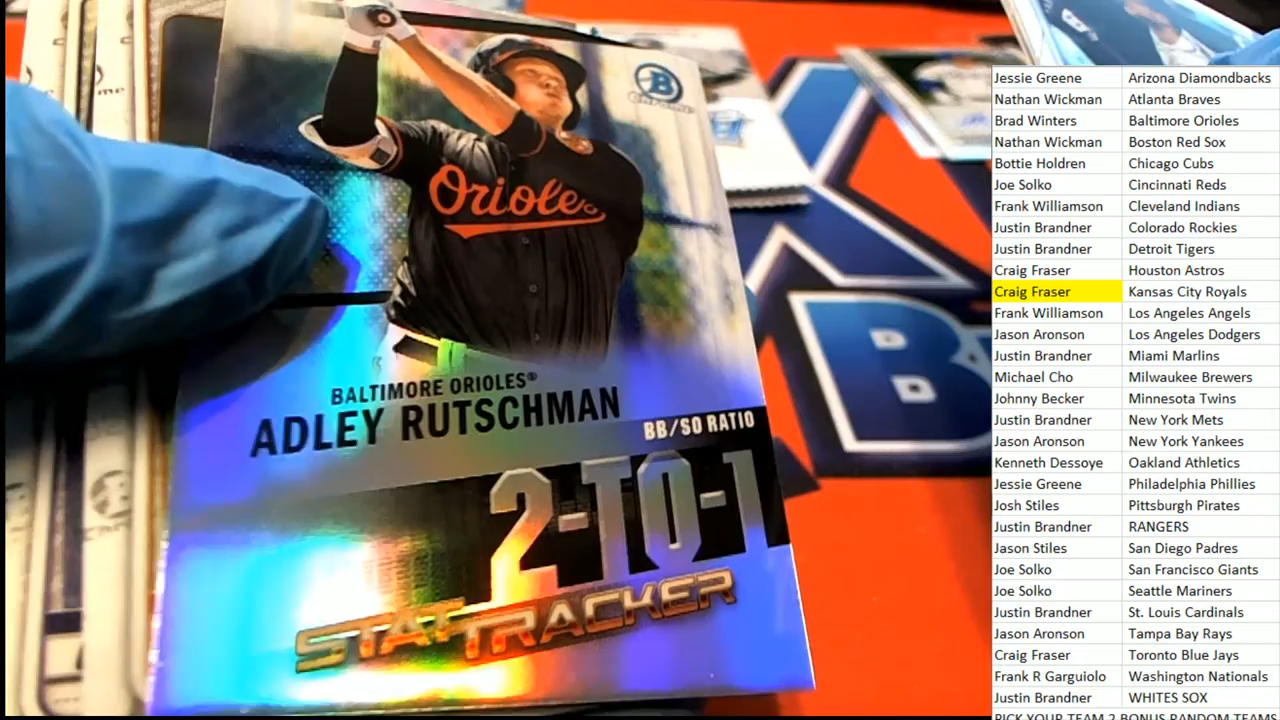 B
CHROME
Orioles
BALTIMORE ORIOLES®
ADLEY RUTSCHMAN
BB/SO RATIO
2-TO-1
STAT TRACKER
B
Jessie Greene Arizona Diamondbacks
Nathan Wickman Atlanta Braves
Brad Winters Baltimore Orioles
Nathan Wickman Boston Red Sox
Bottie Holdren Chicago Cubs
Joe Solko Cincinnati Reds
Frank Williamson Cleveland Indians
Justin Brandner Colorado Rockies
Justin Brandner Detroit Tigers
Craig Fraser Houston Astros
Craig Fraser Kansas City Royals
Frank Williamson Los Angeles Angels
Jason Aronson Los Angeles Dodgers
Justin Brandner Miami Marlins
Michael Cho Milwaukee Brewers
Johnny Becker Minnesota Twins
Justin Brandner New York Mets
Jason Aronson New York Yankees
Kenneth Dessoye Oakland Athletics
Jessie Greene Philadelphia Phillies
Josh Stiles Pittsburgh Pirates
Justin Brandner RANGERS
Jason Stiles San Diego Padres
Joe Solko San Francisco Giants
Joe Solko Seattle Mariners
Justin Brandner St. Louis Cardinals
Jason Aronson Tampa Bay Rays
Craig Fraser Toronto Blue Jays
Frank R Garguiolo Washington Nationals
Justin Brandner WHITES SOX
PICK YOUR TEAM 2 BONUS RANDOM TEAMS